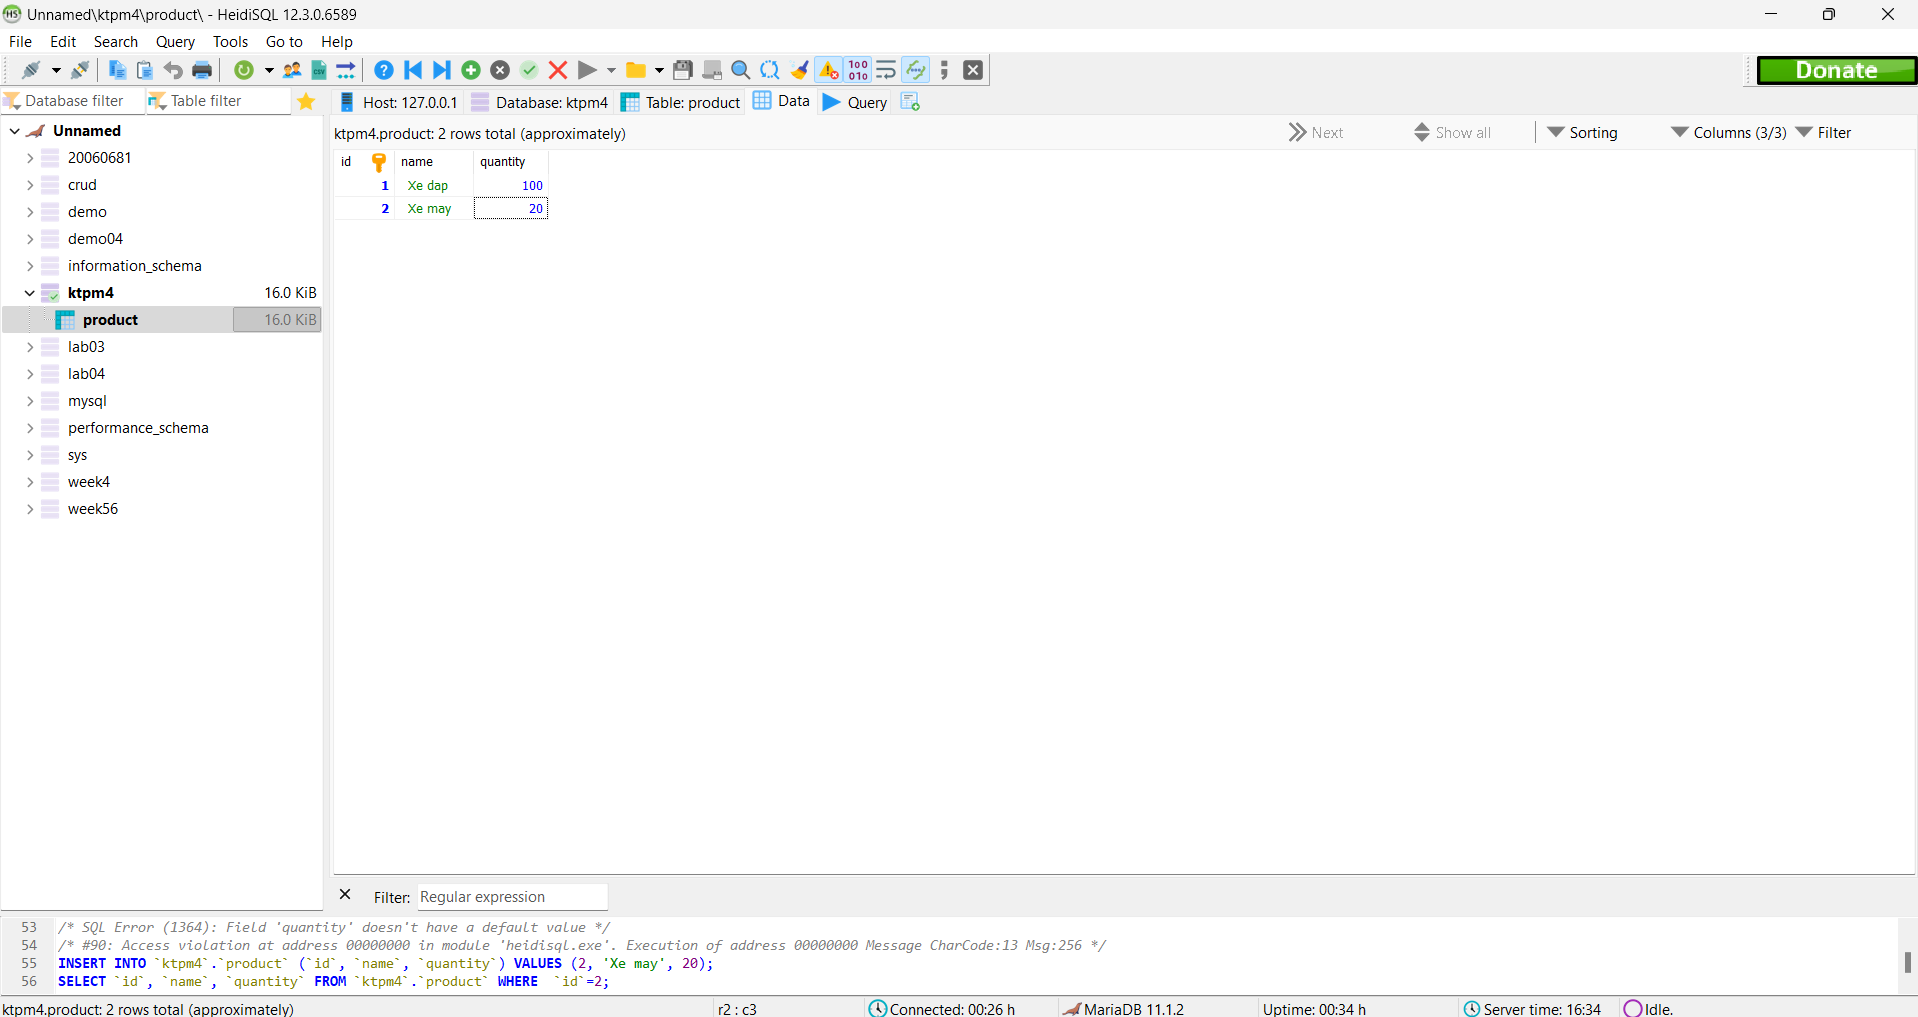 Unnamed\ktpm4\product\ - HeidiSQL 12.3.0.6589
File Edit Search Query Tools Go to Help
Donate
Database filter Table filter Host: 127.0.0.1 Database: ktpm4 Table: product Data Query
ktpm4.product: 2 rows total (approximately) Next Show all Sorting Columns (3/3) Filter
Unnamed
20060681
crud
demo
demo04
information_schema
ktpm4 16.0 KiB
product 16.0 KiB
lab03
lab04
mysql
performance_schema
sys
week4
week56
id name quantity
1 Xe dap 100
2 Xe may 20
Filter: Regular expression
53 /* SQL Error (1364): Field 'quantity' doesn't have a default value */
54 /* #90: Access violation at address 00000000 in module 'heidisql.exe'. Execution of address 00000000 Message CharCode:13 Msg:256 */
55 INSERT INTO `ktpm4`.`product` (`id`, `name`, `quantity`) VALUES (2, 'Xe may', 20);
56 SELECT `id`, `name`, `quantity` FROM `ktpm4`.`product` WHERE  `id`=2;
ktpm4.product: 2 rows total (approximately) r2 : c3 Connected: 00:26 h MariaDB 11.1.2 Uptime: 00:34 h Server time: 16:34 Idle.